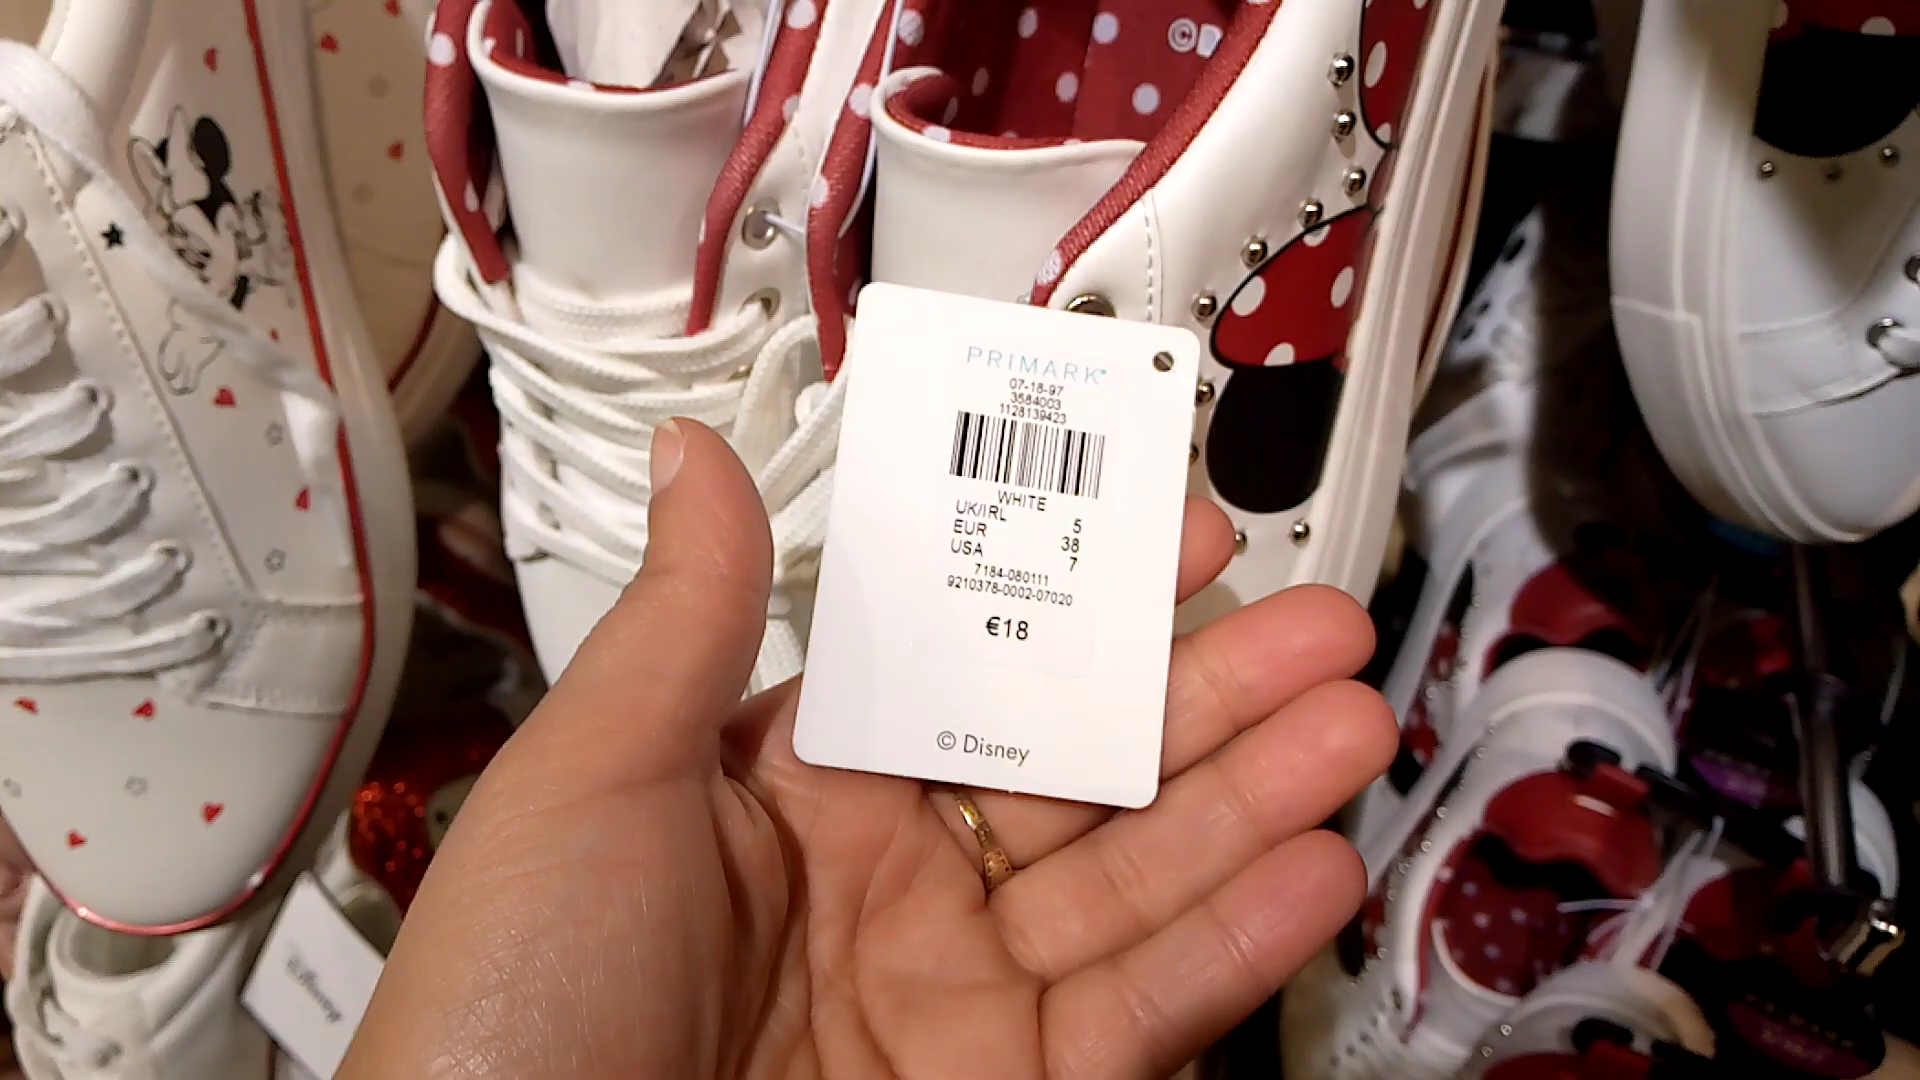 ©D
PRIMARK
07-18-97
3584003
1128139423
WHITE
UK/IRL 5
EUR 38
USA 7
7184-080111
9210378-0002-07020
€18
© Disney
Disney